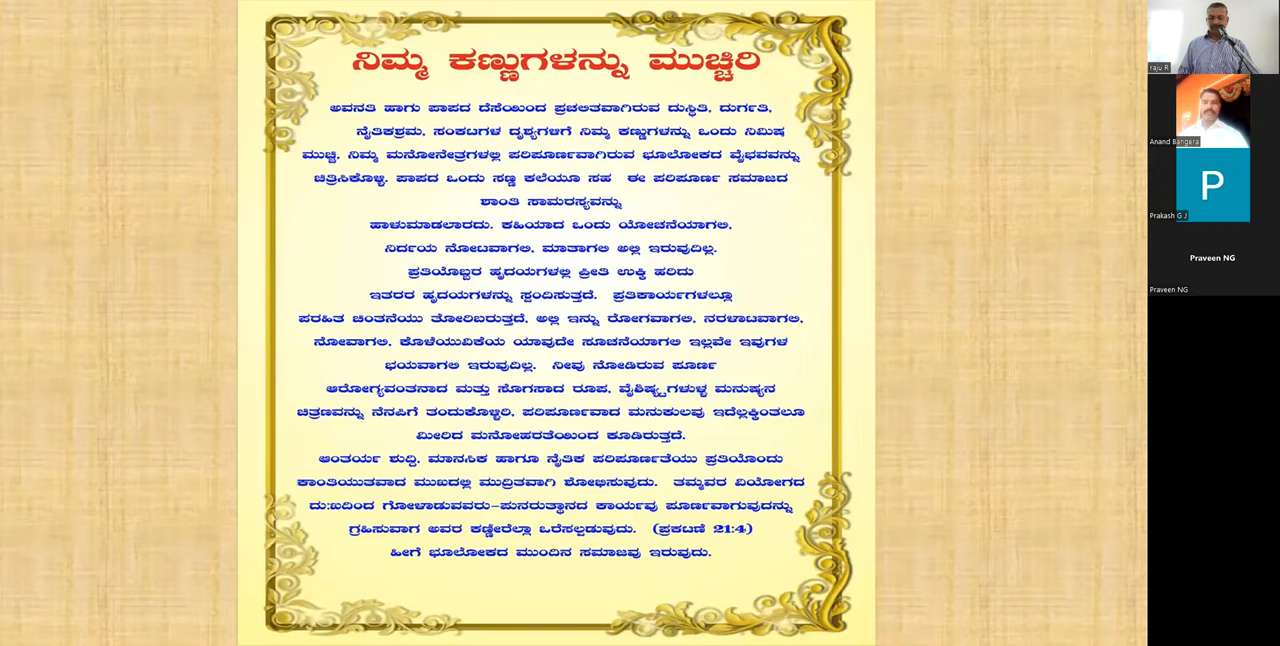 ನಿಮ್ಮ ಕಣ್ಣುಗಳನ್ನು ಮುಚ್ಚಿರಿ
ಅವನತಿ ಹಾಗು ಪಾಪದ ದೆಸೆಯಿಂದ ಪ್ರಚಲಿತವಾಗಿರುವ ದುಸ್ಥಿತಿ, ದುರ್ಗತಿ,
ನೈತಿಕಶ್ರಮ, ಸಂಕಟಗಳ ದೃಶ್ಯಗಳಿಗೆ ನಿಮ್ಮ ಕಣ್ಣುಗಳನ್ನು ಒಂದು ನಿಮಿಷ
ಮುಚ್ಚಿ, ನಿಮ್ಮ ಮನೋನೇತ್ರಗಳಲ್ಲಿ ಪರಿಪೂರ್ಣವಾಗಿರುವ ಭೂಲೋಕದ ವೈಭವವನ್ನು
ಚಿತ್ರಿಸಿಕೊಳ್ಳಿ. ಪಾಪದ ಒಂದು ಸಣ್ಣ ಕಲೆಯೂ ಸಹ ಈ ಪರಿಪೂರ್ಣ ಸಮಾಜದ
ಶಾಂತಿ ಸಾಮರಸ್ಯವನ್ನು
ಹಾಳುಮಾಡಲಾರದು. ಕಹಿಯಾದ ಒಂದು ಯೋಚನೆಯಾಗಲಿ,
ನಿರ್ದಯ ನೋಟವಾಗಲಿ, ಮಾತಾಗಲಿ ಅಲ್ಲಿ ಇರುವುದಿಲ್ಲ.
ಪ್ರತಿಯೊಬ್ಬರ ಹೃದಯಗಳಲ್ಲಿ ಪ್ರೀತಿ ಉಕ್ಕಿ ಹರಿದು
ಇತರರ ಹೃದಯಗಳನ್ನು ಸ್ಪಂದಿಸುತ್ತದೆ. ಪ್ರತಿಕಾರ್ಯಗಳಲ್ಲೂ
ಪರಹಿತ ಚಿಂತನೆಯು ತೋರಿಬರುತ್ತದೆ, ಅಲ್ಲಿ ಇನ್ನು ರೋಗವಾಗಲಿ, ನರಳಾಟವಾಗಲಿ,
ನೋವಾಗಲಿ, ಕೊಳೆಯುವಿಕೆಯ ಯಾವುದೇ ಸೂಚನೆಯಾಗಲಿ ಇಲ್ಲವೇ ಇವುಗಳ
ಭಯವಾಗಲಿ ಇರುವುದಿಲ್ಲ. ನೀವು ನೋಡಿರುವ ಪೂರ್ಣ
ಆರೋಗ್ಯವಂತನಾದ ಮತ್ತು ಸೊಗಸಾದ ರೂಪ, ವೈಶಿಷ್ಟ್ಯಗಳುಳ್ಳ ಮನುಷ್ಯನ
ಚಿತ್ರಣವನ್ನು ನೆನಪಿಗೆ ತಂದುಕೊಳ್ಳಿರಿ, ಪರಿಪೂರ್ಣವಾದ ಮನುಕುಲವು ಇದೆಲ್ಲಕ್ಕಿಂತಲೂ
ಮೀರಿದ ಮನೋಹರತೆಯಿಂದ ಕೂಡಿರುತ್ತದೆ.
ಆಂತರ್ಯ ಶುದ್ಧಿ, ಮಾನಸಿಕ ಹಾಗೂ ನೈತಿಕ ಪರಿಪೂರ್ಣತೆಯು ಪ್ರತಿಯೊಂದು
ಕಾಂತಿಯುತವಾದ ಮುಖದಲ್ಲಿ ಮುದ್ರಿತವಾಗಿ ಶೋಭಿಸುವುದು. ತಮ್ಮವರ ವಿಯೋಗದ
ದು:ಖದಿಂದ ಗೋಳಾಡುವವರು-ಪುನರುತ್ಥಾನದ ಕಾರ್ಯವು ಪೂರ್ಣವಾಗುವುದನ್ನು
ಗ್ರಹಿಸುವಾಗ ಅವರ ಕಣ್ಣೀರೆಲ್ಲಾ ಒರೆಸಲ್ಪಡುವುದು. (ಪ್ರಕಟಣೆ 21:4)
ಹೀಗೆ ಭೂಲೋಕದ ಮುಂದಿನ ಸಮಾಜವು ಇರುವುದು.
raju R
Anand Bangera
P
Prakash G J
Praveen NG
Praveen NG